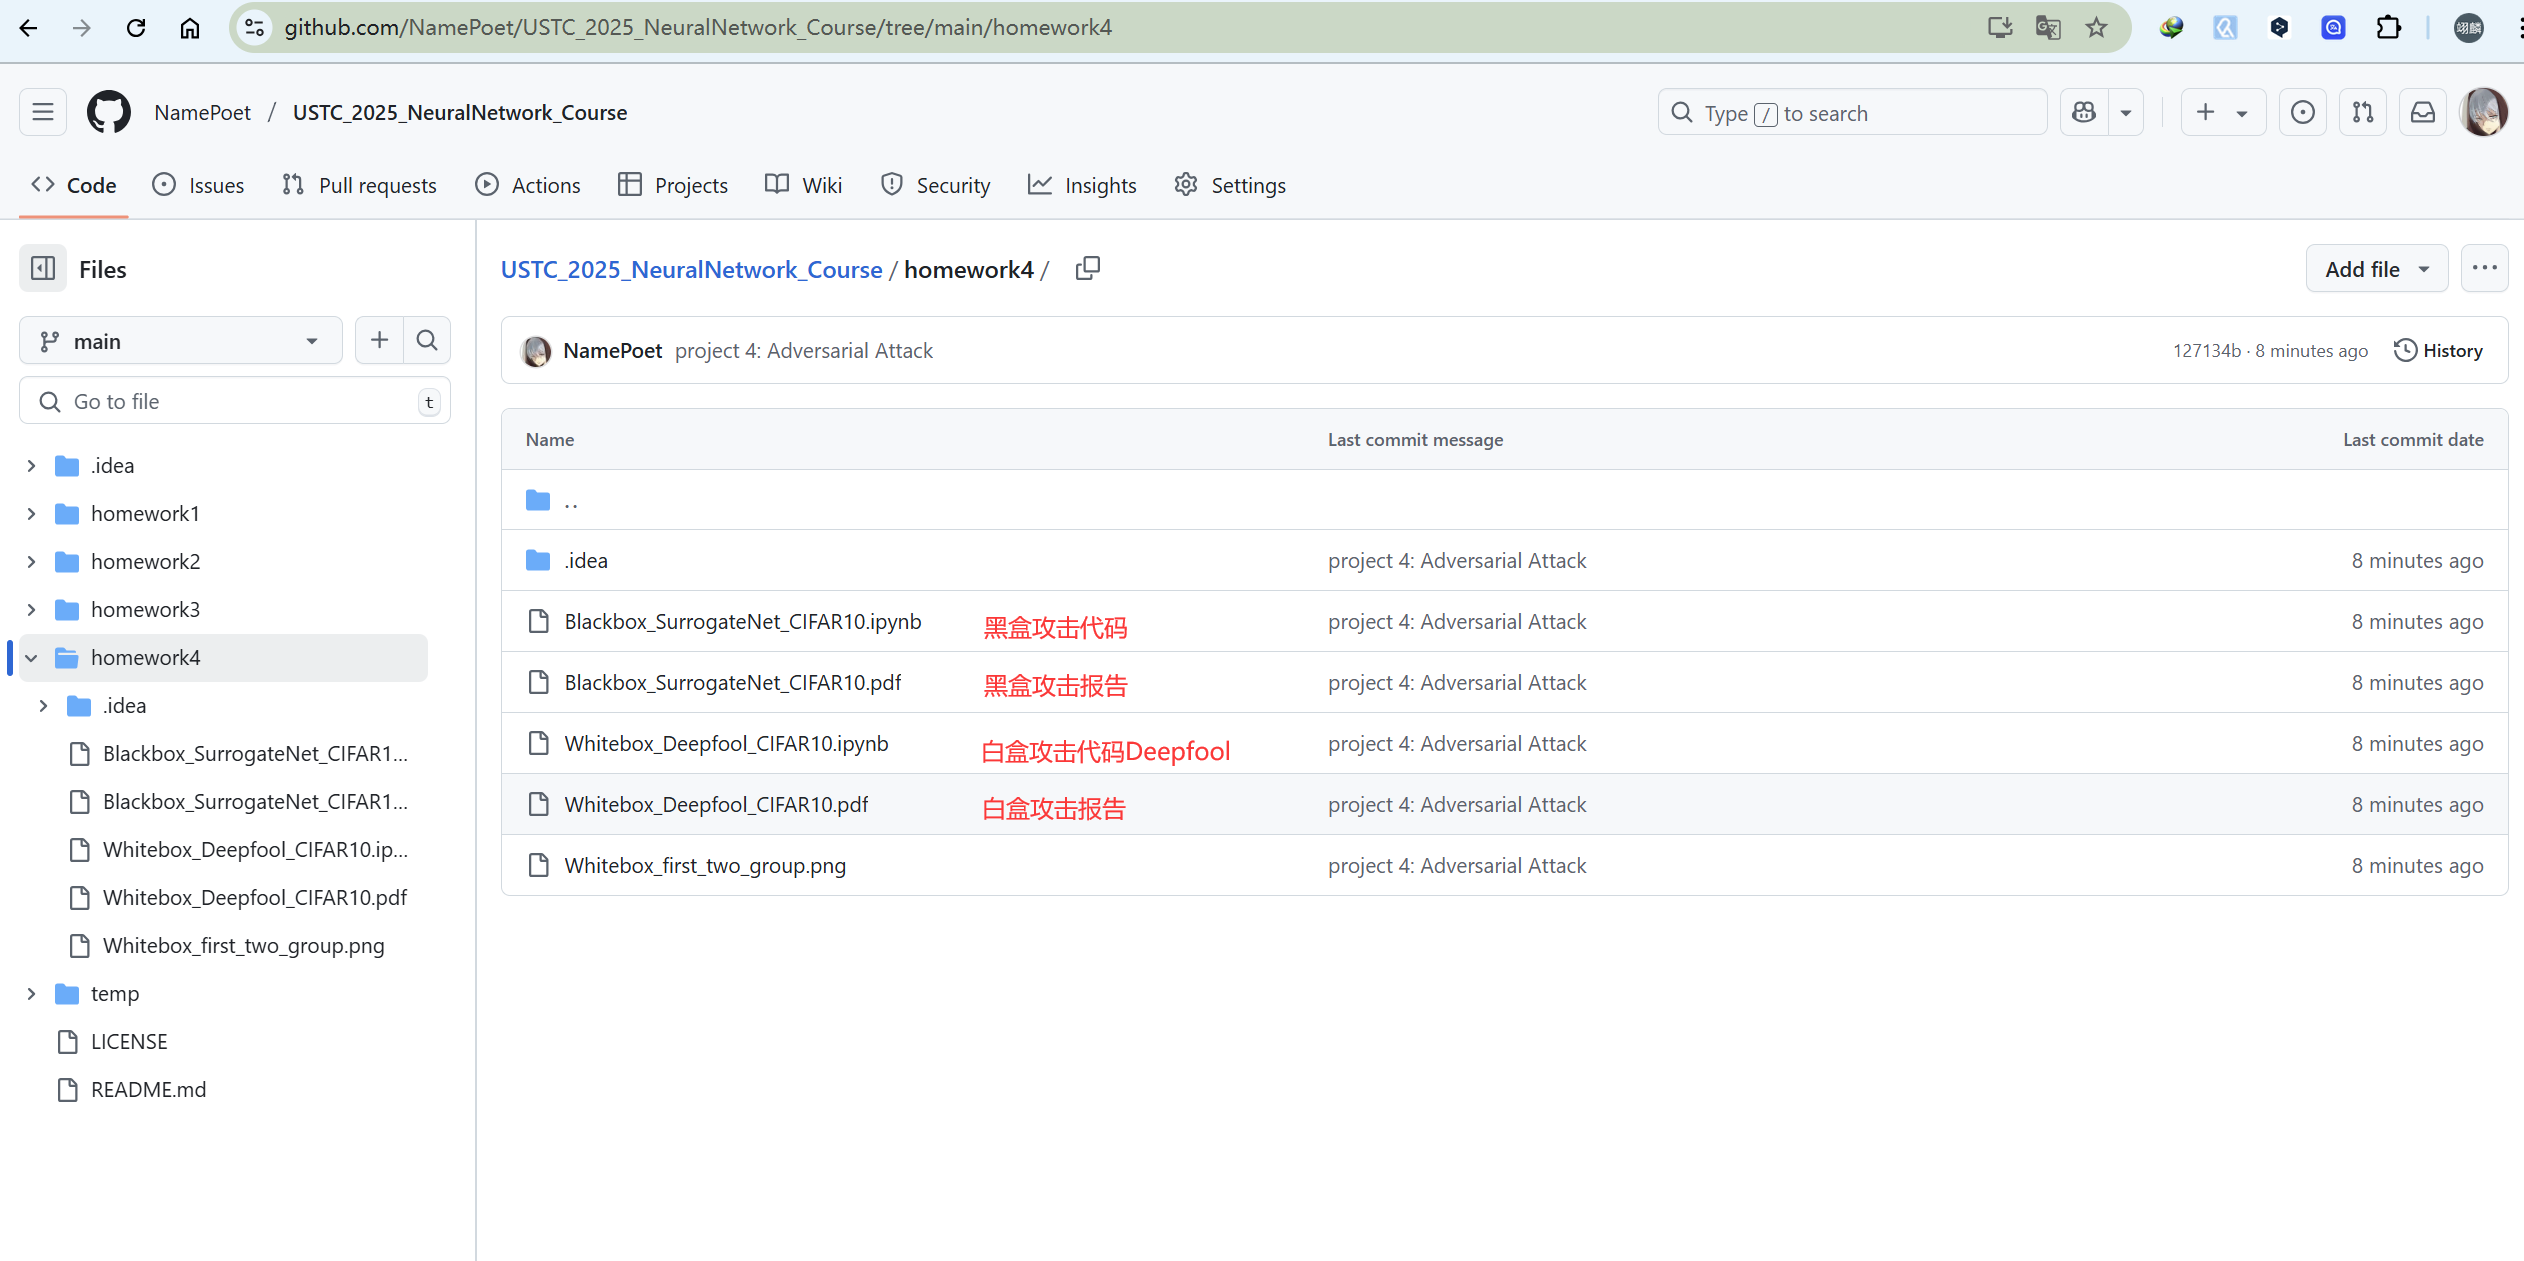 github.com/NamePoet/USTC_2025_NeuralNetwork_Course/tree/main/homework4
翊麟
NamePoet / USTC_2025_NeuralNetwork_Course
Type / to search
Code Issues Pull requests Actions Projects Wiki Security Insights Settings
Files
main
Go to file t
.idea
homework1
homework2
homework3
homework4
.idea
Blackbox_SurrogateNet_CIFAR1...
Blackbox_SurrogateNet_CIFAR1...
Whitebox_Deepfool_CIFAR10.ip...
Whitebox_Deepfool_CIFAR10.pdf
Whitebox_first_two_group.png
temp
LICENSE
README.md
USTC_2025_NeuralNetwork_Course / homework4 /
Add file
NamePoet project 4: Adversarial Attack 127134b · 8 minutes ago History
Name Last commit message Last commit date
..
.idea project 4: Adversarial Attack 8 minutes ago
Blackbox_SurrogateNet_CIFAR10.ipynb 黑盒攻击代码 project 4: Adversarial Attack 8 minutes ago
Blackbox_SurrogateNet_CIFAR10.pdf 黑盒攻击报告 project 4: Adversarial Attack 8 minutes ago
Whitebox_Deepfool_CIFAR10.ipynb 白盒攻击代码Deepfool project 4: Adversarial Attack 8 minutes ago
Whitebox_Deepfool_CIFAR10.pdf 白盒攻击报告 project 4: Adversarial Attack 8 minutes ago
Whitebox_first_two_group.png project 4: Adversarial Attack 8 minutes ago